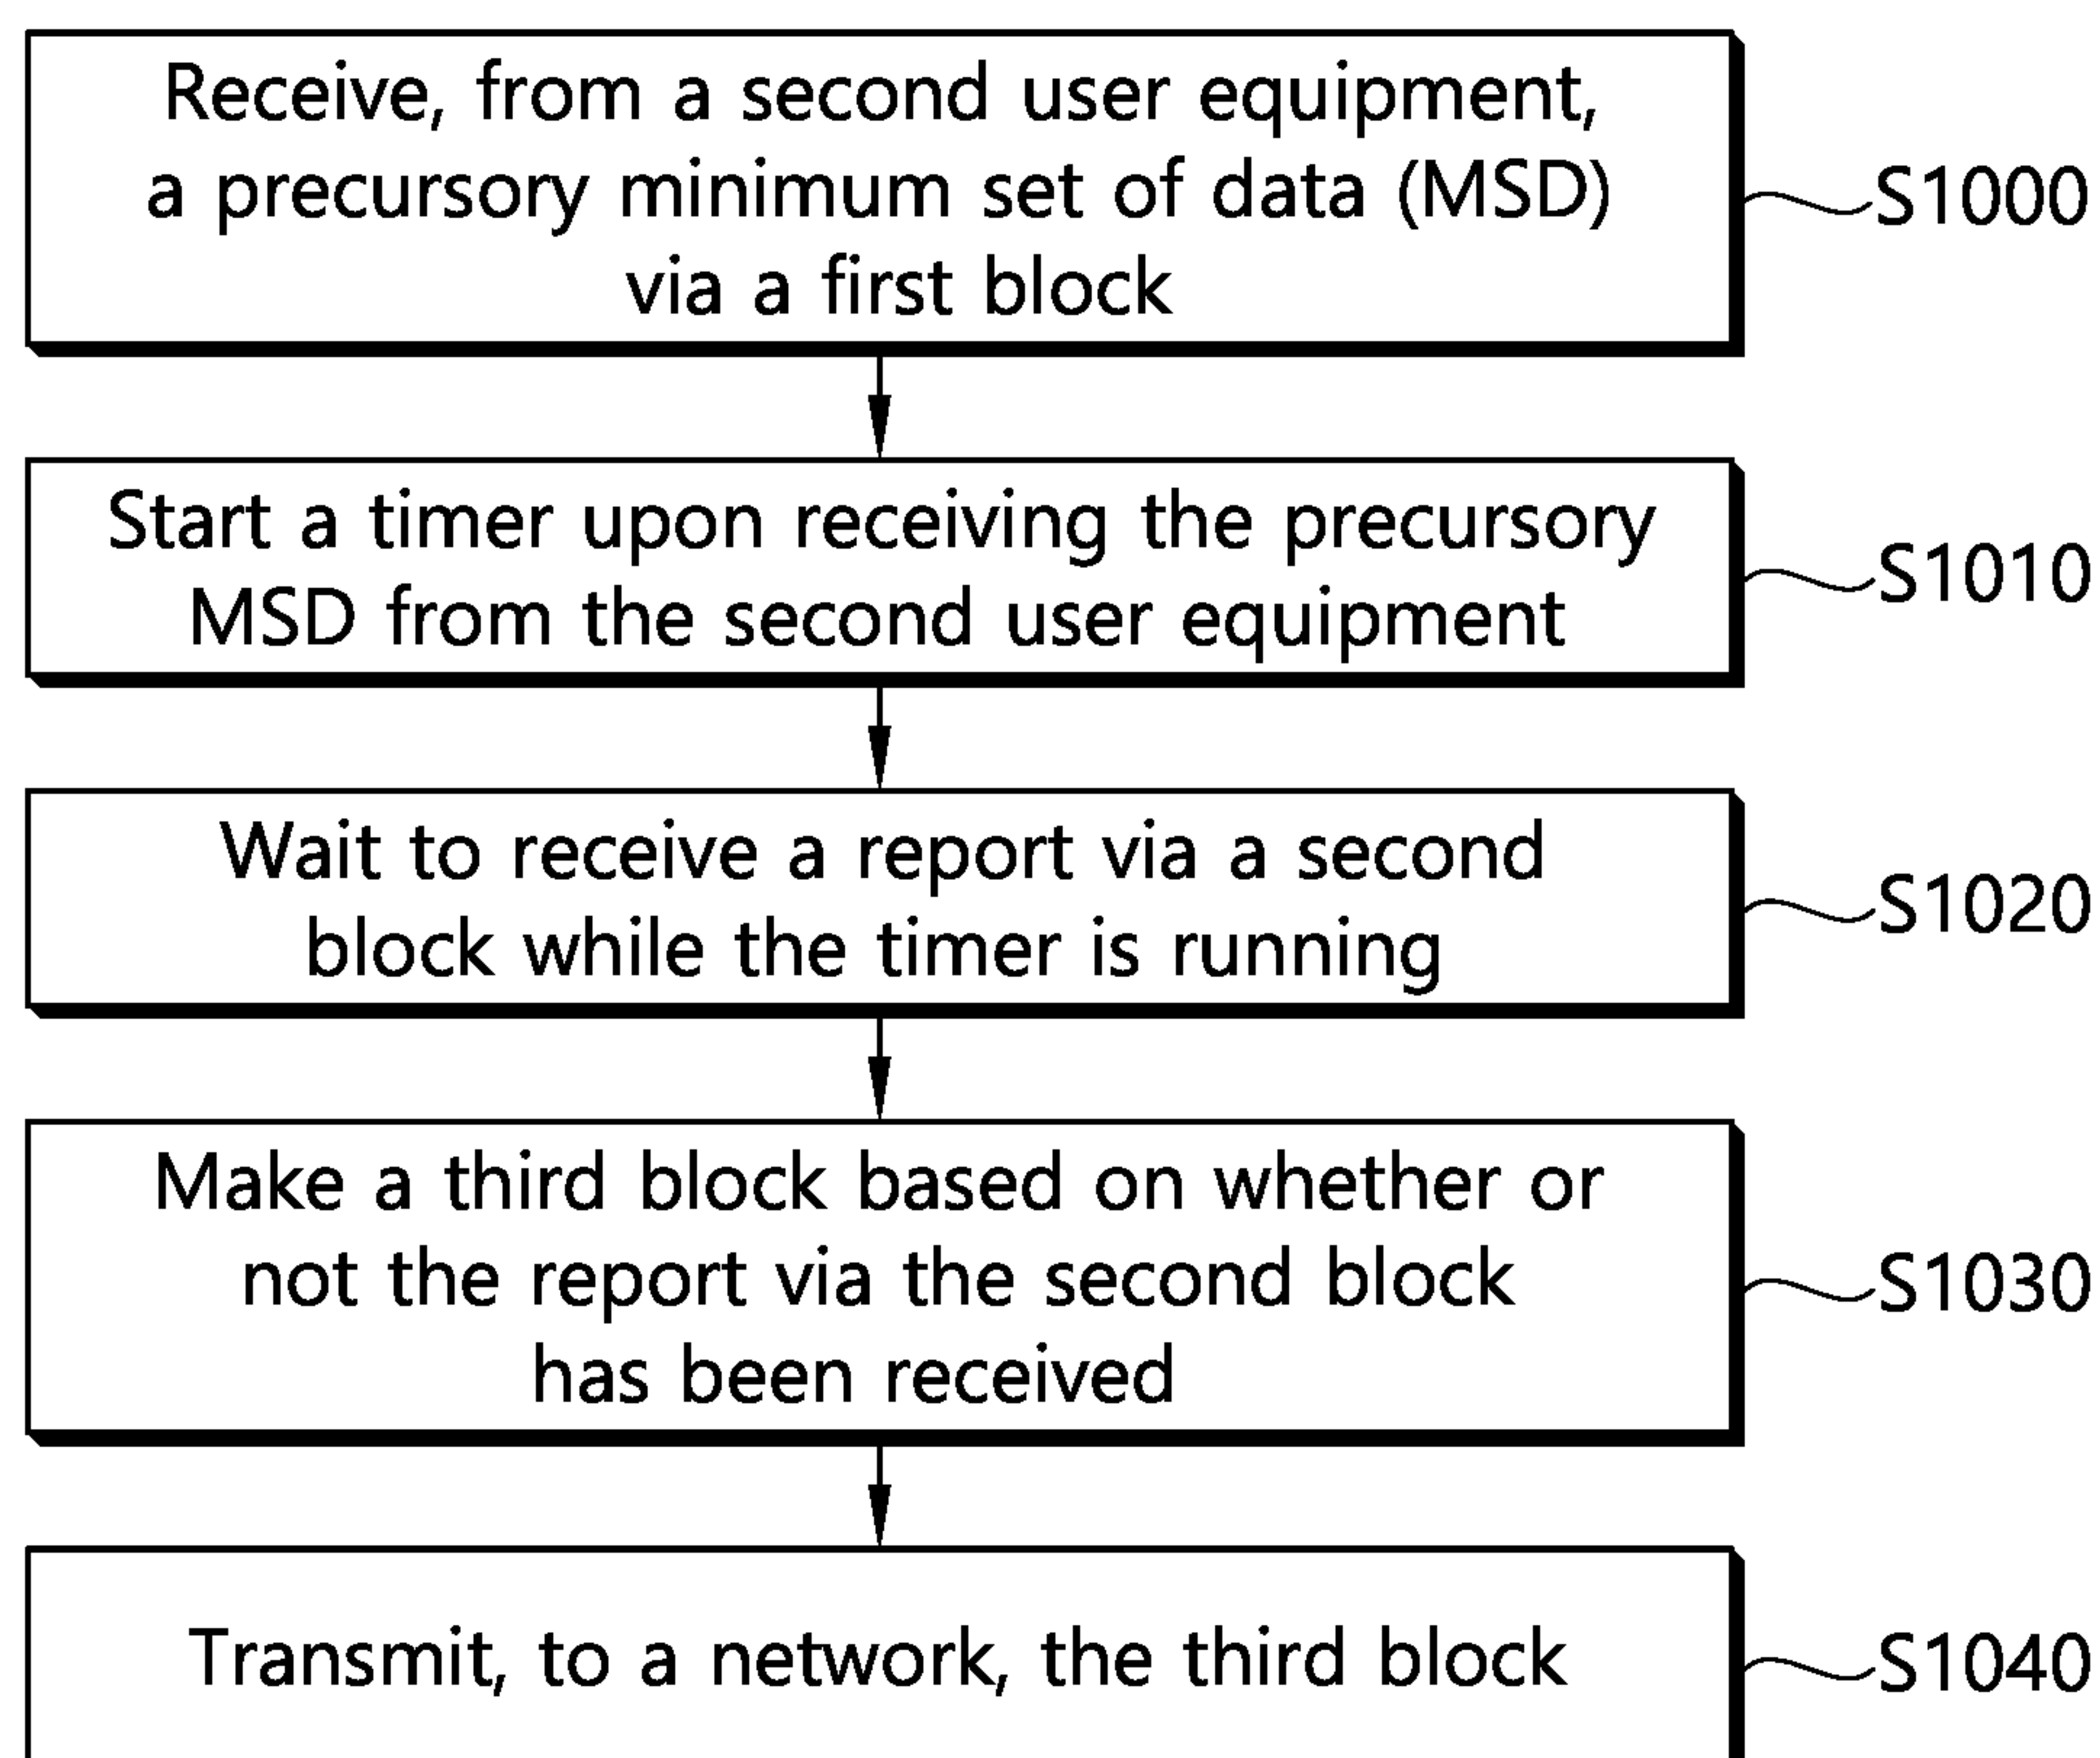 Receive, from a second user equipment,
a precursory minimum set of data (MSD)
via a first block
S1000
Start a timer upon receiving the precursory
MSD from the second user equipment
S1010
Wait to receive a report via a second
block while the timer is running
S1020
Make a third block based on whether or
not the report via the second block
has been received
S1030
Transmit, to a network, the third block
S1040